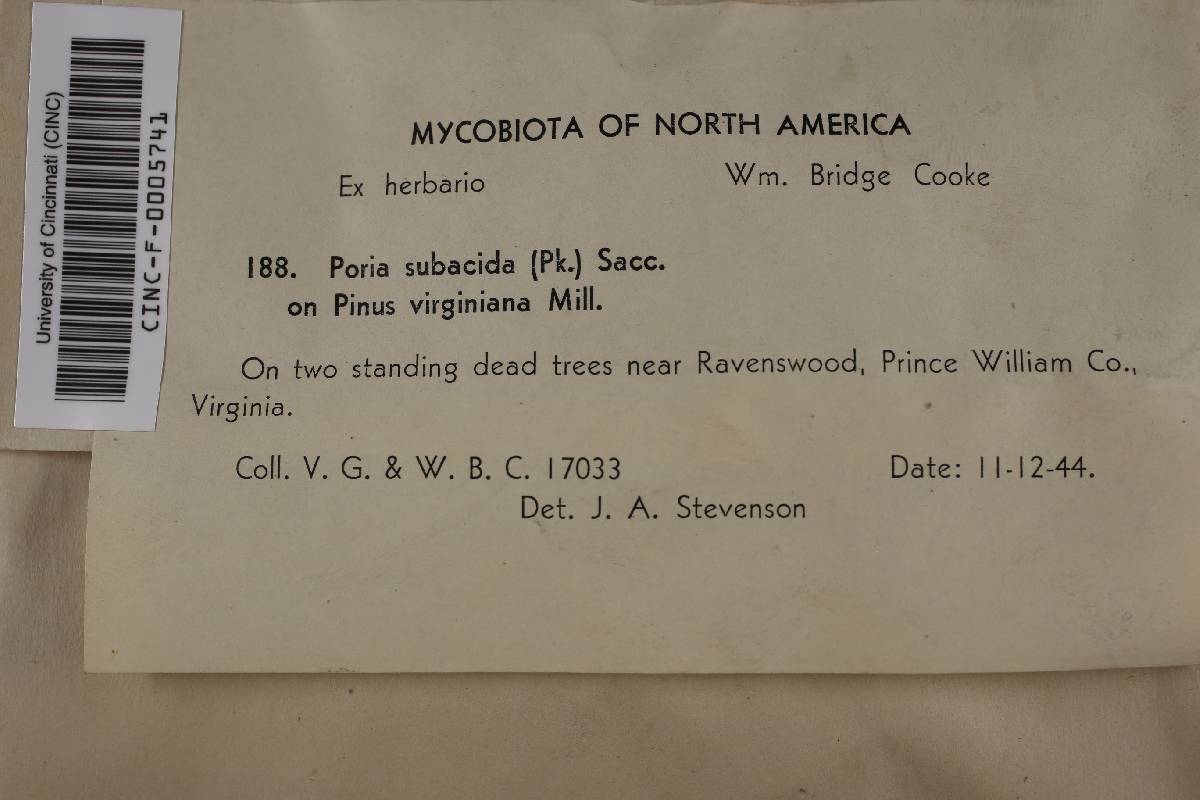 University of Cincinnati (CINC)
CINC-F-0005741
MYCOBIOTA OF NORTH AMERICA
Ex herbario Wm. Bridge Cooke
188. Poria subacida (Pk.) Sacc.
on Pinus virginiana Mill.
On two standing dead trees near Ravenswood, Prince William Co.,
Virginia.
Coll. V. G. & W. B. C. 17033 Date: 11-12-44.
Det. J. A. Stevenson